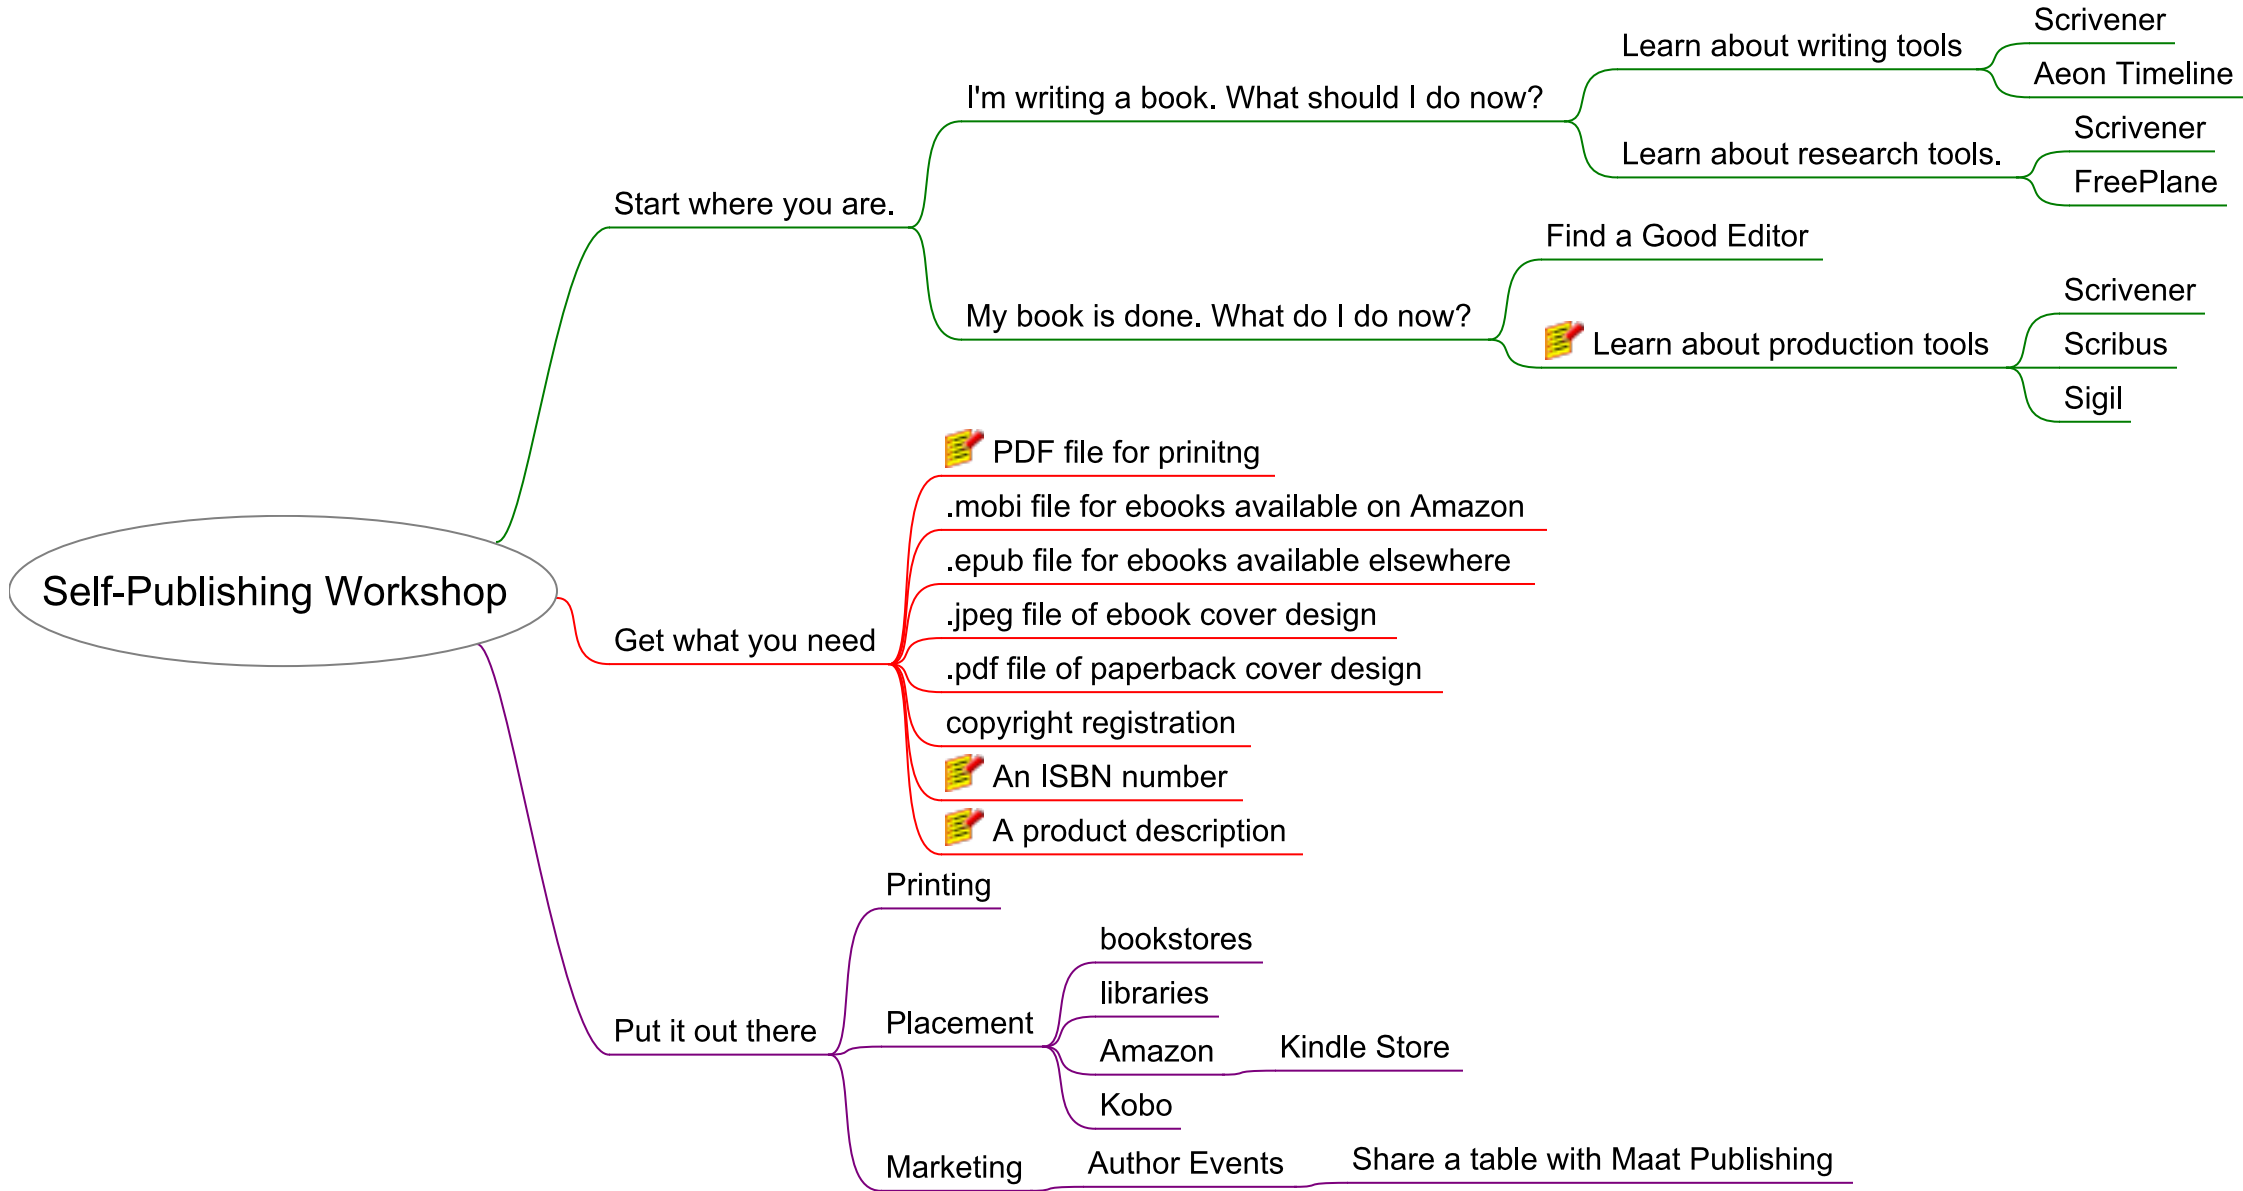 Self-Publishing Workshop
Start where you are.
I'm writing a book. What should I do now?
Learn about writing tools
Scrivener
Aeon Timeline
Learn about research tools.
Scrivener
FreePlane
My book is done. What do I do now?
Find a Good Editor
Learn about production tools
Scrivener
Scribus
Sigil
Get what you need
PDF file for prinitng
.mobi file for ebooks available on Amazon
.epub file for ebooks available elsewhere
.jpeg file of ebook cover design
.pdf file of paperback cover design
copyright registration
An ISBN number
A product description
Put it out there
Printing
Placement
bookstores
libraries
Amazon
Kindle Store
Kobo
Marketing
Author Events
Share a table with Maat Publishing